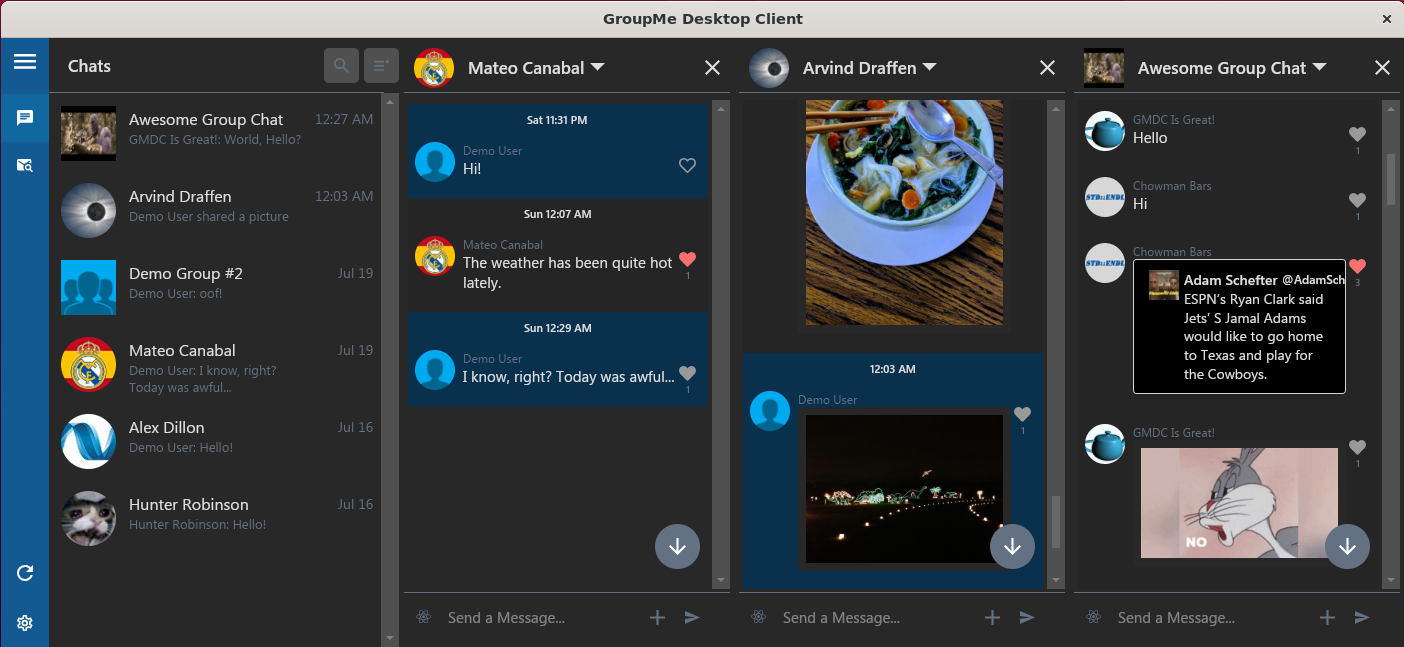 GroupMe Desktop Client
Chats
Awesome Group Chat
12:27 AM
GMDC Is Great!: World, Hello?
Arvind Draffen
12:03 AM
Demo User shared a picture
Demo Group #2
Jul 19
Demo User: oof!
Mateo Canabal
Jul 19
Demo User: I know, right?
Today was awful...
Alex Dillon
Jul 16
Demo User: Hello!
Hunter Robinson
Jul 16
Hunter Robinson: Hello!
Mateo Canabal
Sat 11:31 PM
Demo User
Hi!
Sun 12:07 AM
Mateo Canabal
The weather has been quite hot
lately.
1
Sun 12:29 AM
Demo User
I know, right? Today was awful...
1
Send a Message...
Arvind Draffen
12:03 AM
Demo User
1
Send a Message...
Awesome Group Chat
GMDC Is Great!
Hello
1
Chowman Bars
STD::ENDL
Hi
1
Chowman Bars
STD::ENDL
3
Adam Schefter @AdamSch
ESPN’s Ryan Clark said
Jets’ S Jamal Adams
would like to go home
to Texas and play for
the Cowboys.
GMDC Is Great!
1
NO
Send a Message...